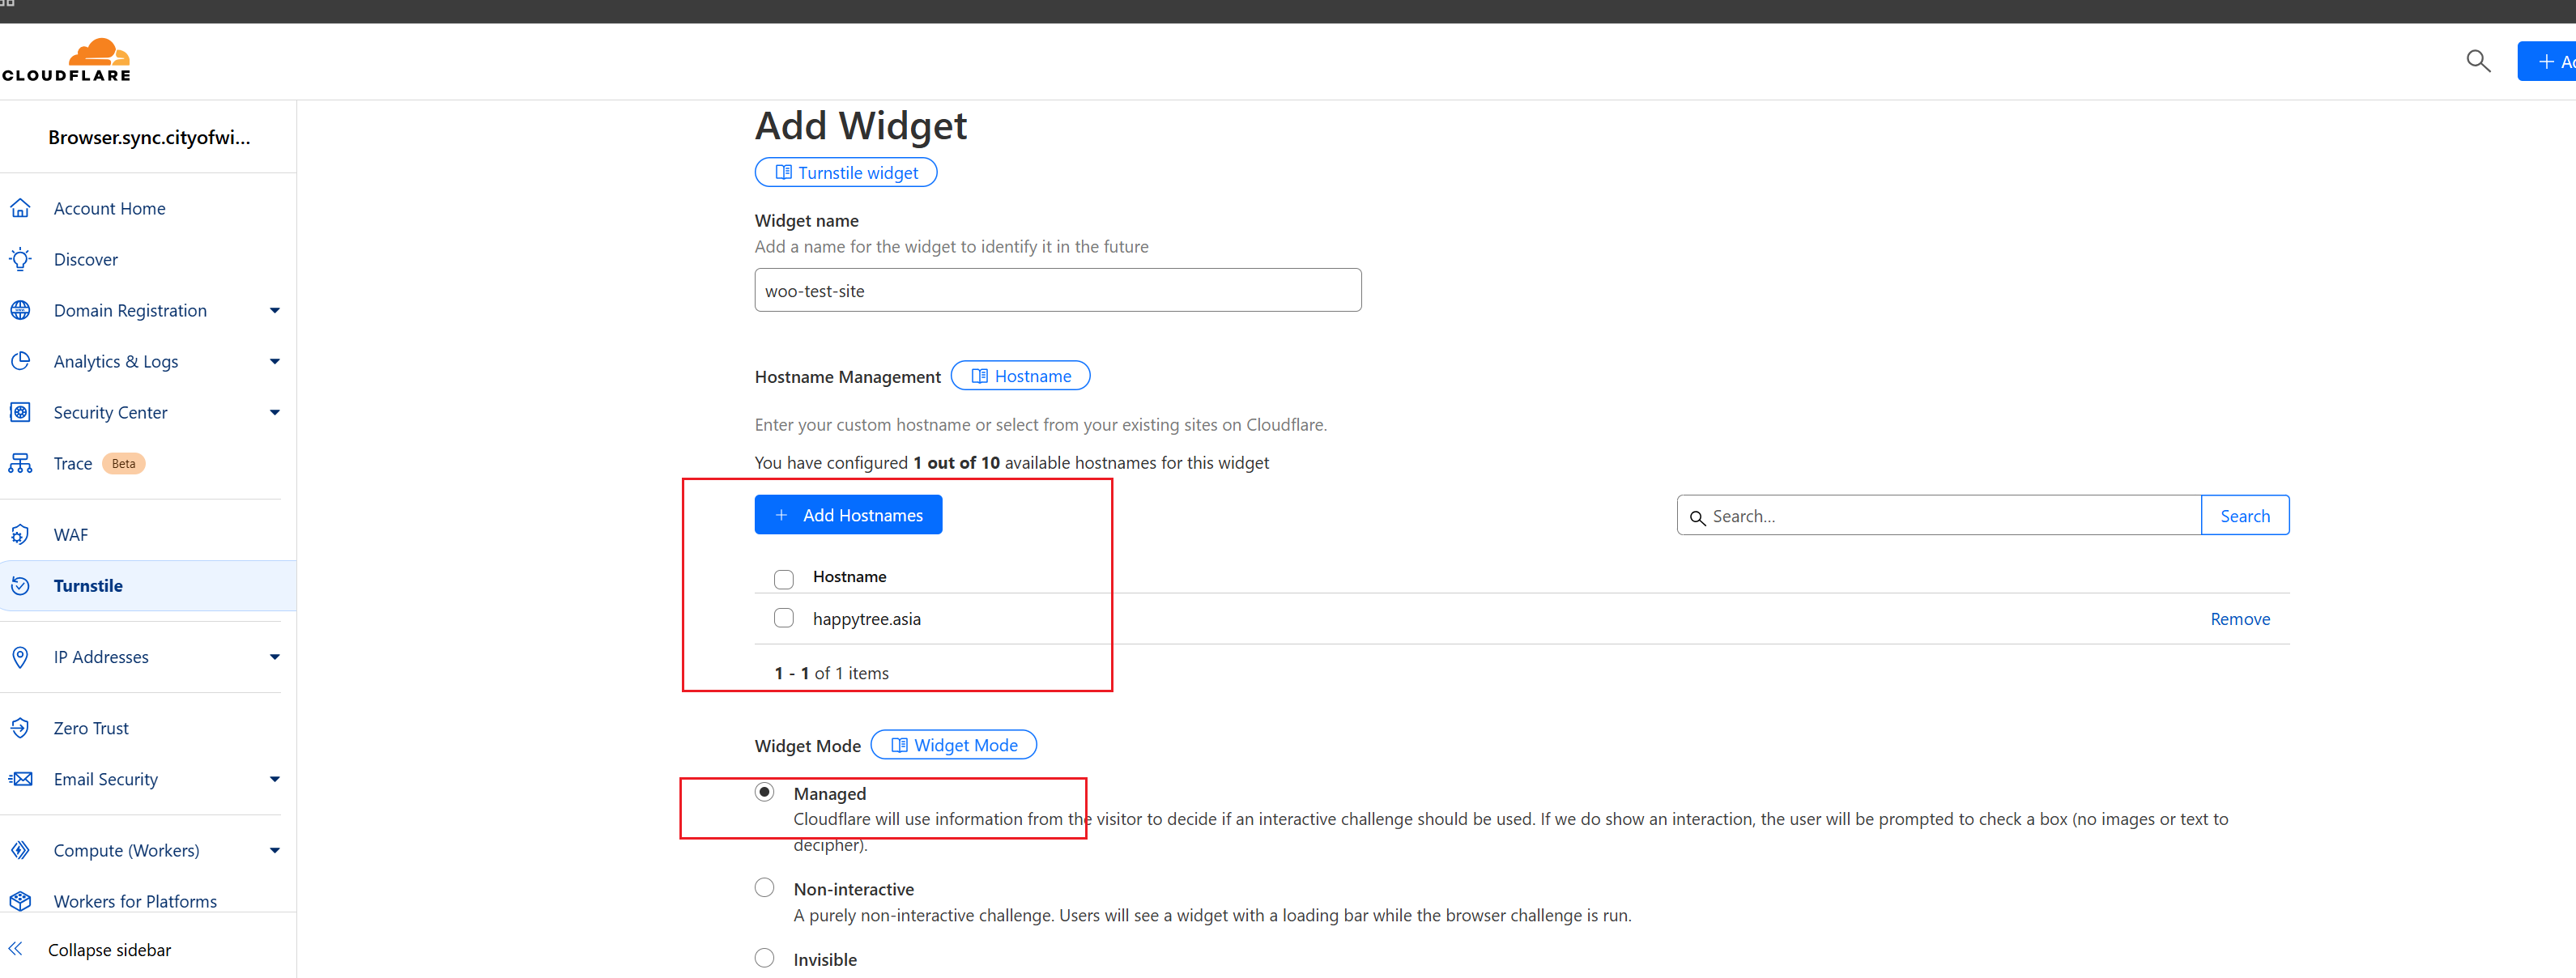 CLOUDFLARE
Browser.sync.cityofwi...
Account Home
Discover
Domain Registration
Analytics & Logs
Security Center
Trace Beta
WAF
Turnstile
IP Addresses
Zero Trust
Email Security
Compute (Workers)
Workers for Platforms
Collapse sidebar
Add Widget
Turnstile widget
Widget name
Add a name for the widget to identify it in the future
woo-test-site
Hostname Management Hostname
Enter your custom hostname or select from your existing sites on Cloudflare.
You have configured 1 out of 10 available hostnames for this widget
+ Add Hostnames
Search... Search
Hostname
happytree.asia Remove
1 - 1 of 1 items
Widget Mode Widget Mode
Managed
Cloudflare will use information from the visitor to decide if an interactive challenge should be used. If we do show an interaction, the user will be prompted to check a box (no images or text to
decipher).
Non-interactive
A purely non-interactive challenge. Users will see a widget with a loading bar while the browser challenge is run.
Invisible